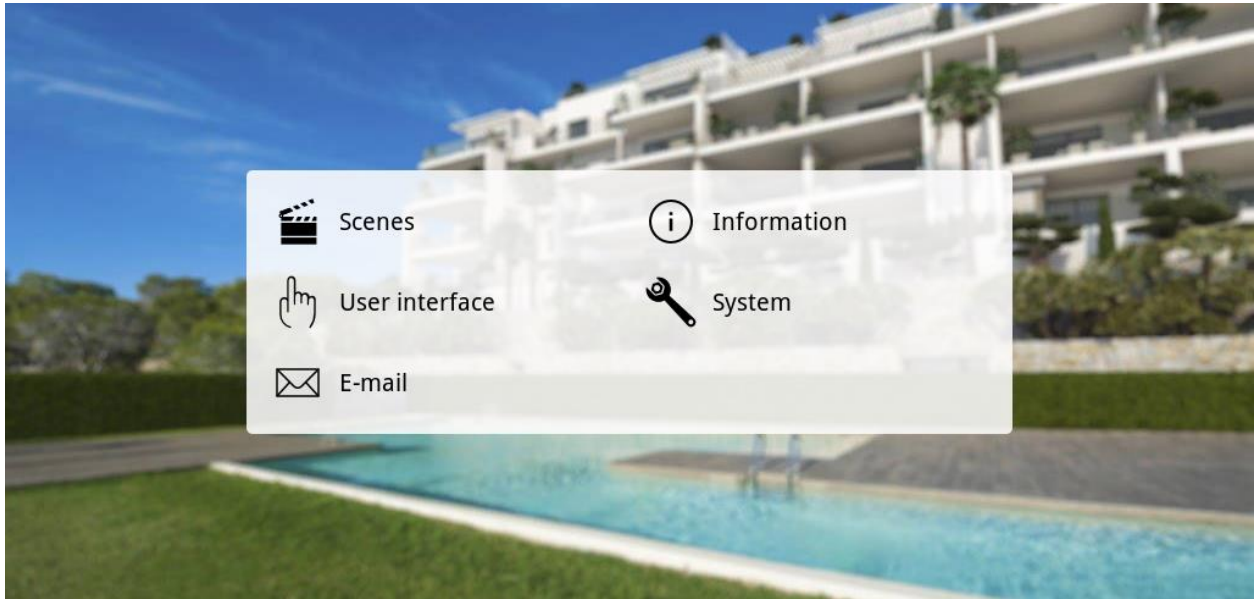 Scenes
Information
User interface
System
E-mail